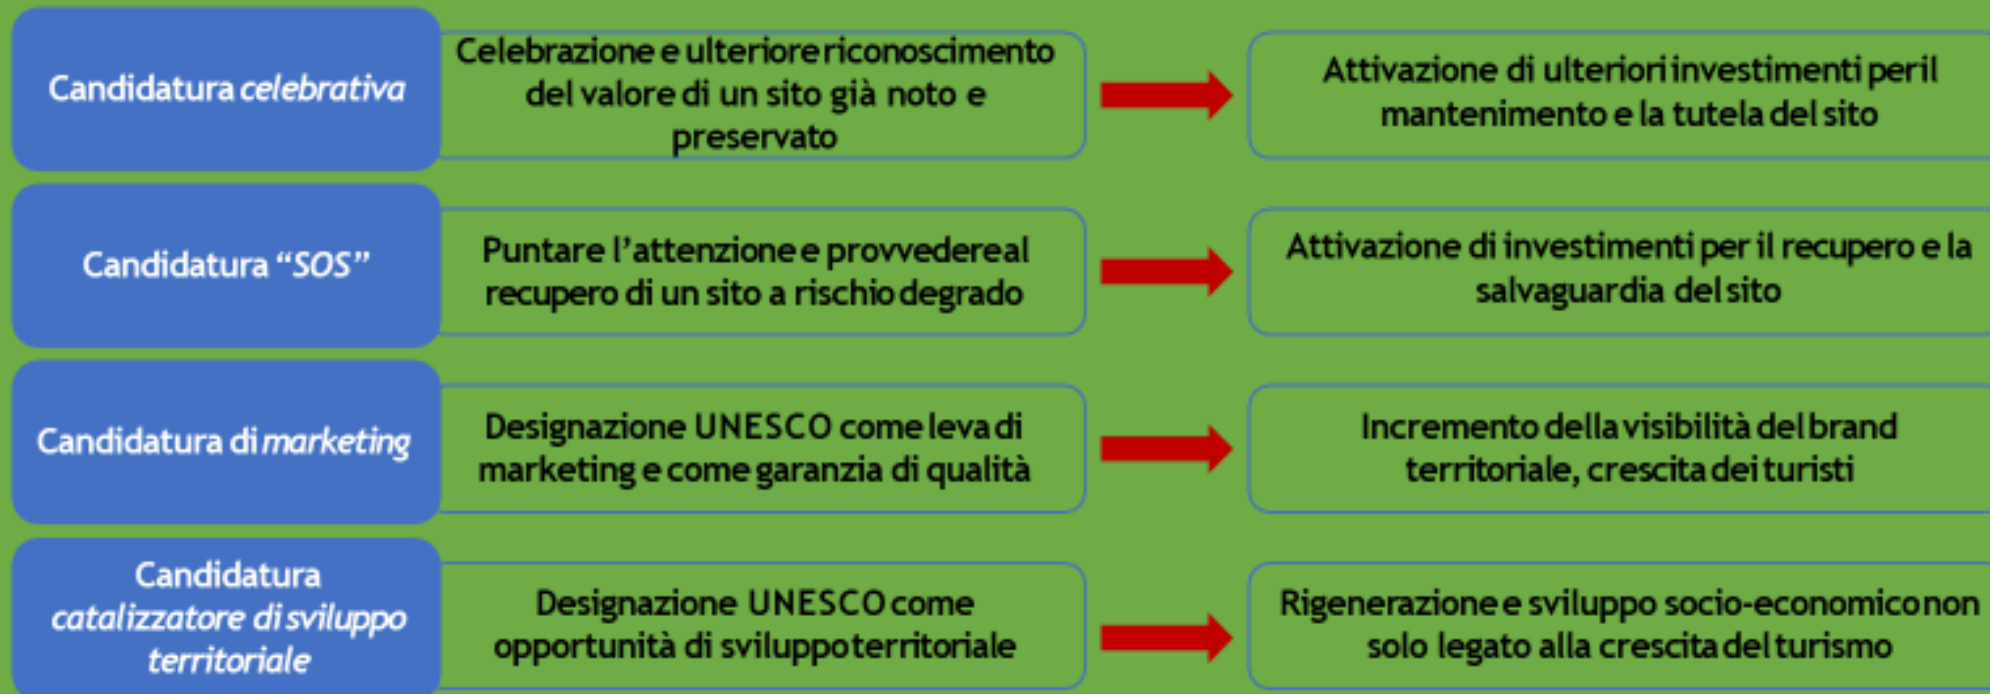 Candidatura celebrativa
Celebrazione e ulteriore riconoscimento
del valore di un sito già noto e
preservato
Attivazione di ulteriori investimenti per il
mantenimento e la tutela del sito
Candidatura “SOS”
Puntare l’attenzione e provvedere al
recupero di un sito a rischio degrado
Attivazione di investimenti per il recupero e la
salvaguardia del sito
Candidatura di marketing
Designazione UNESCO come leva di
marketing e come garanzia di qualità
Incremento della visibilità del brand
territoriale, crescita dei turisti
Candidatura
catalizzatore di sviluppo
territoriale
Designazione UNESCO come
opportunità di sviluppo territoriale
Rigenerazione e sviluppo socio-economico non
solo legato alla crescita del turismo